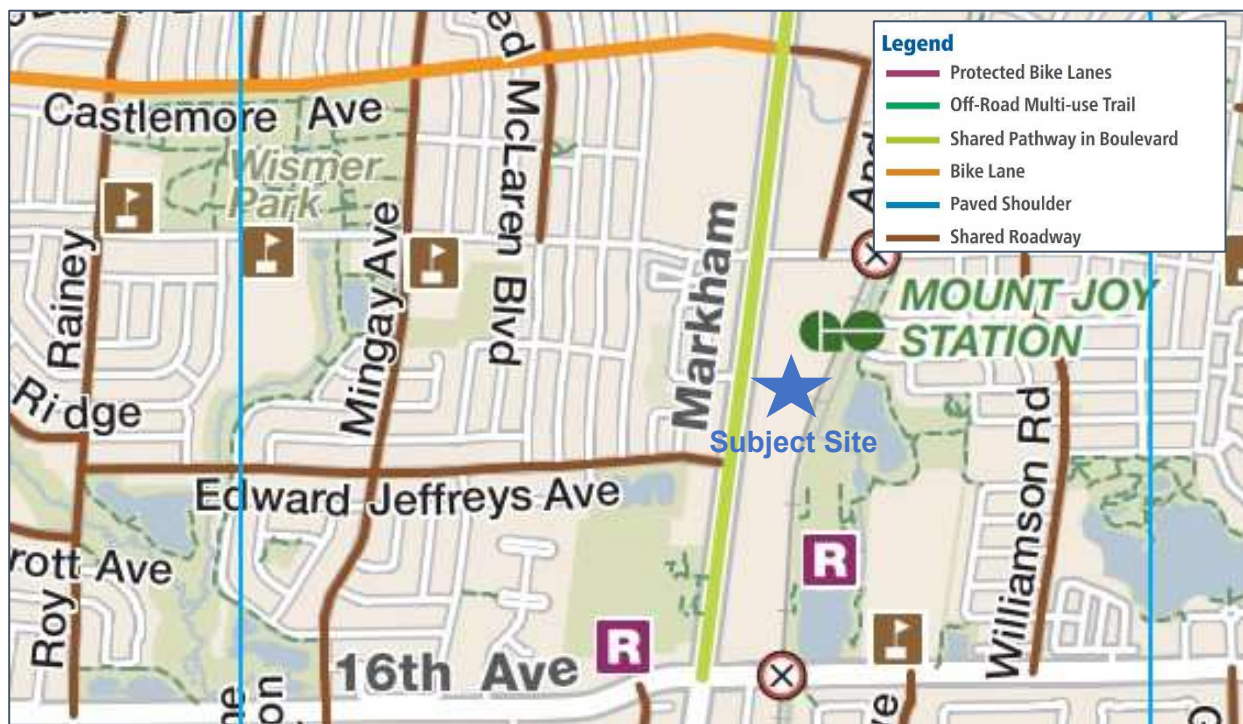 Legend
Protected Bike Lanes
Off-Road Multi-use Trail
Shared Pathway in Boulevard
Bike Lane
Paved Shoulder
Shared Roadway
Castlemore Ave
McLaren Blvd
Wismer
Park
Rainey
Mingay Ave
Markham
MOUNT JOY
STATION
GO
Ridge
Subject Site
Williamson Rd
Edward Jeffreys Ave
rott Ave
Roy
R
R
16th Ave